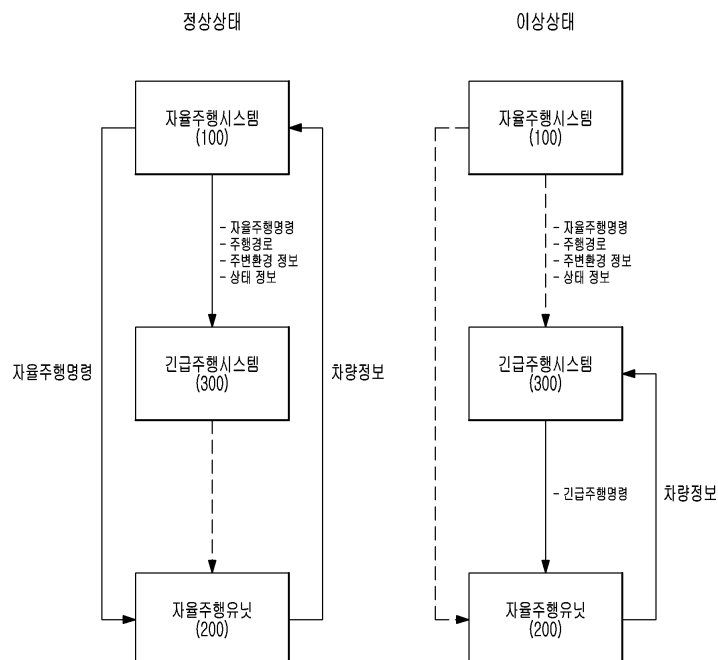 정상상태
자율주행시스템
(100)
- 자율주행명령
- 주행경로
- 주변환경 정보
- 상태 정보
자율주행명령
긴급주행시스템
(300)
차량정보
자율주행유닛
(200)
이상상태
자율주행시스템
(100)
- 자율주행명령
- 주행경로
- 주변환경 정보
- 상태 정보
긴급주행시스템
(300)
- 긴급주행명령
차량정보
자율주행유닛
(200)